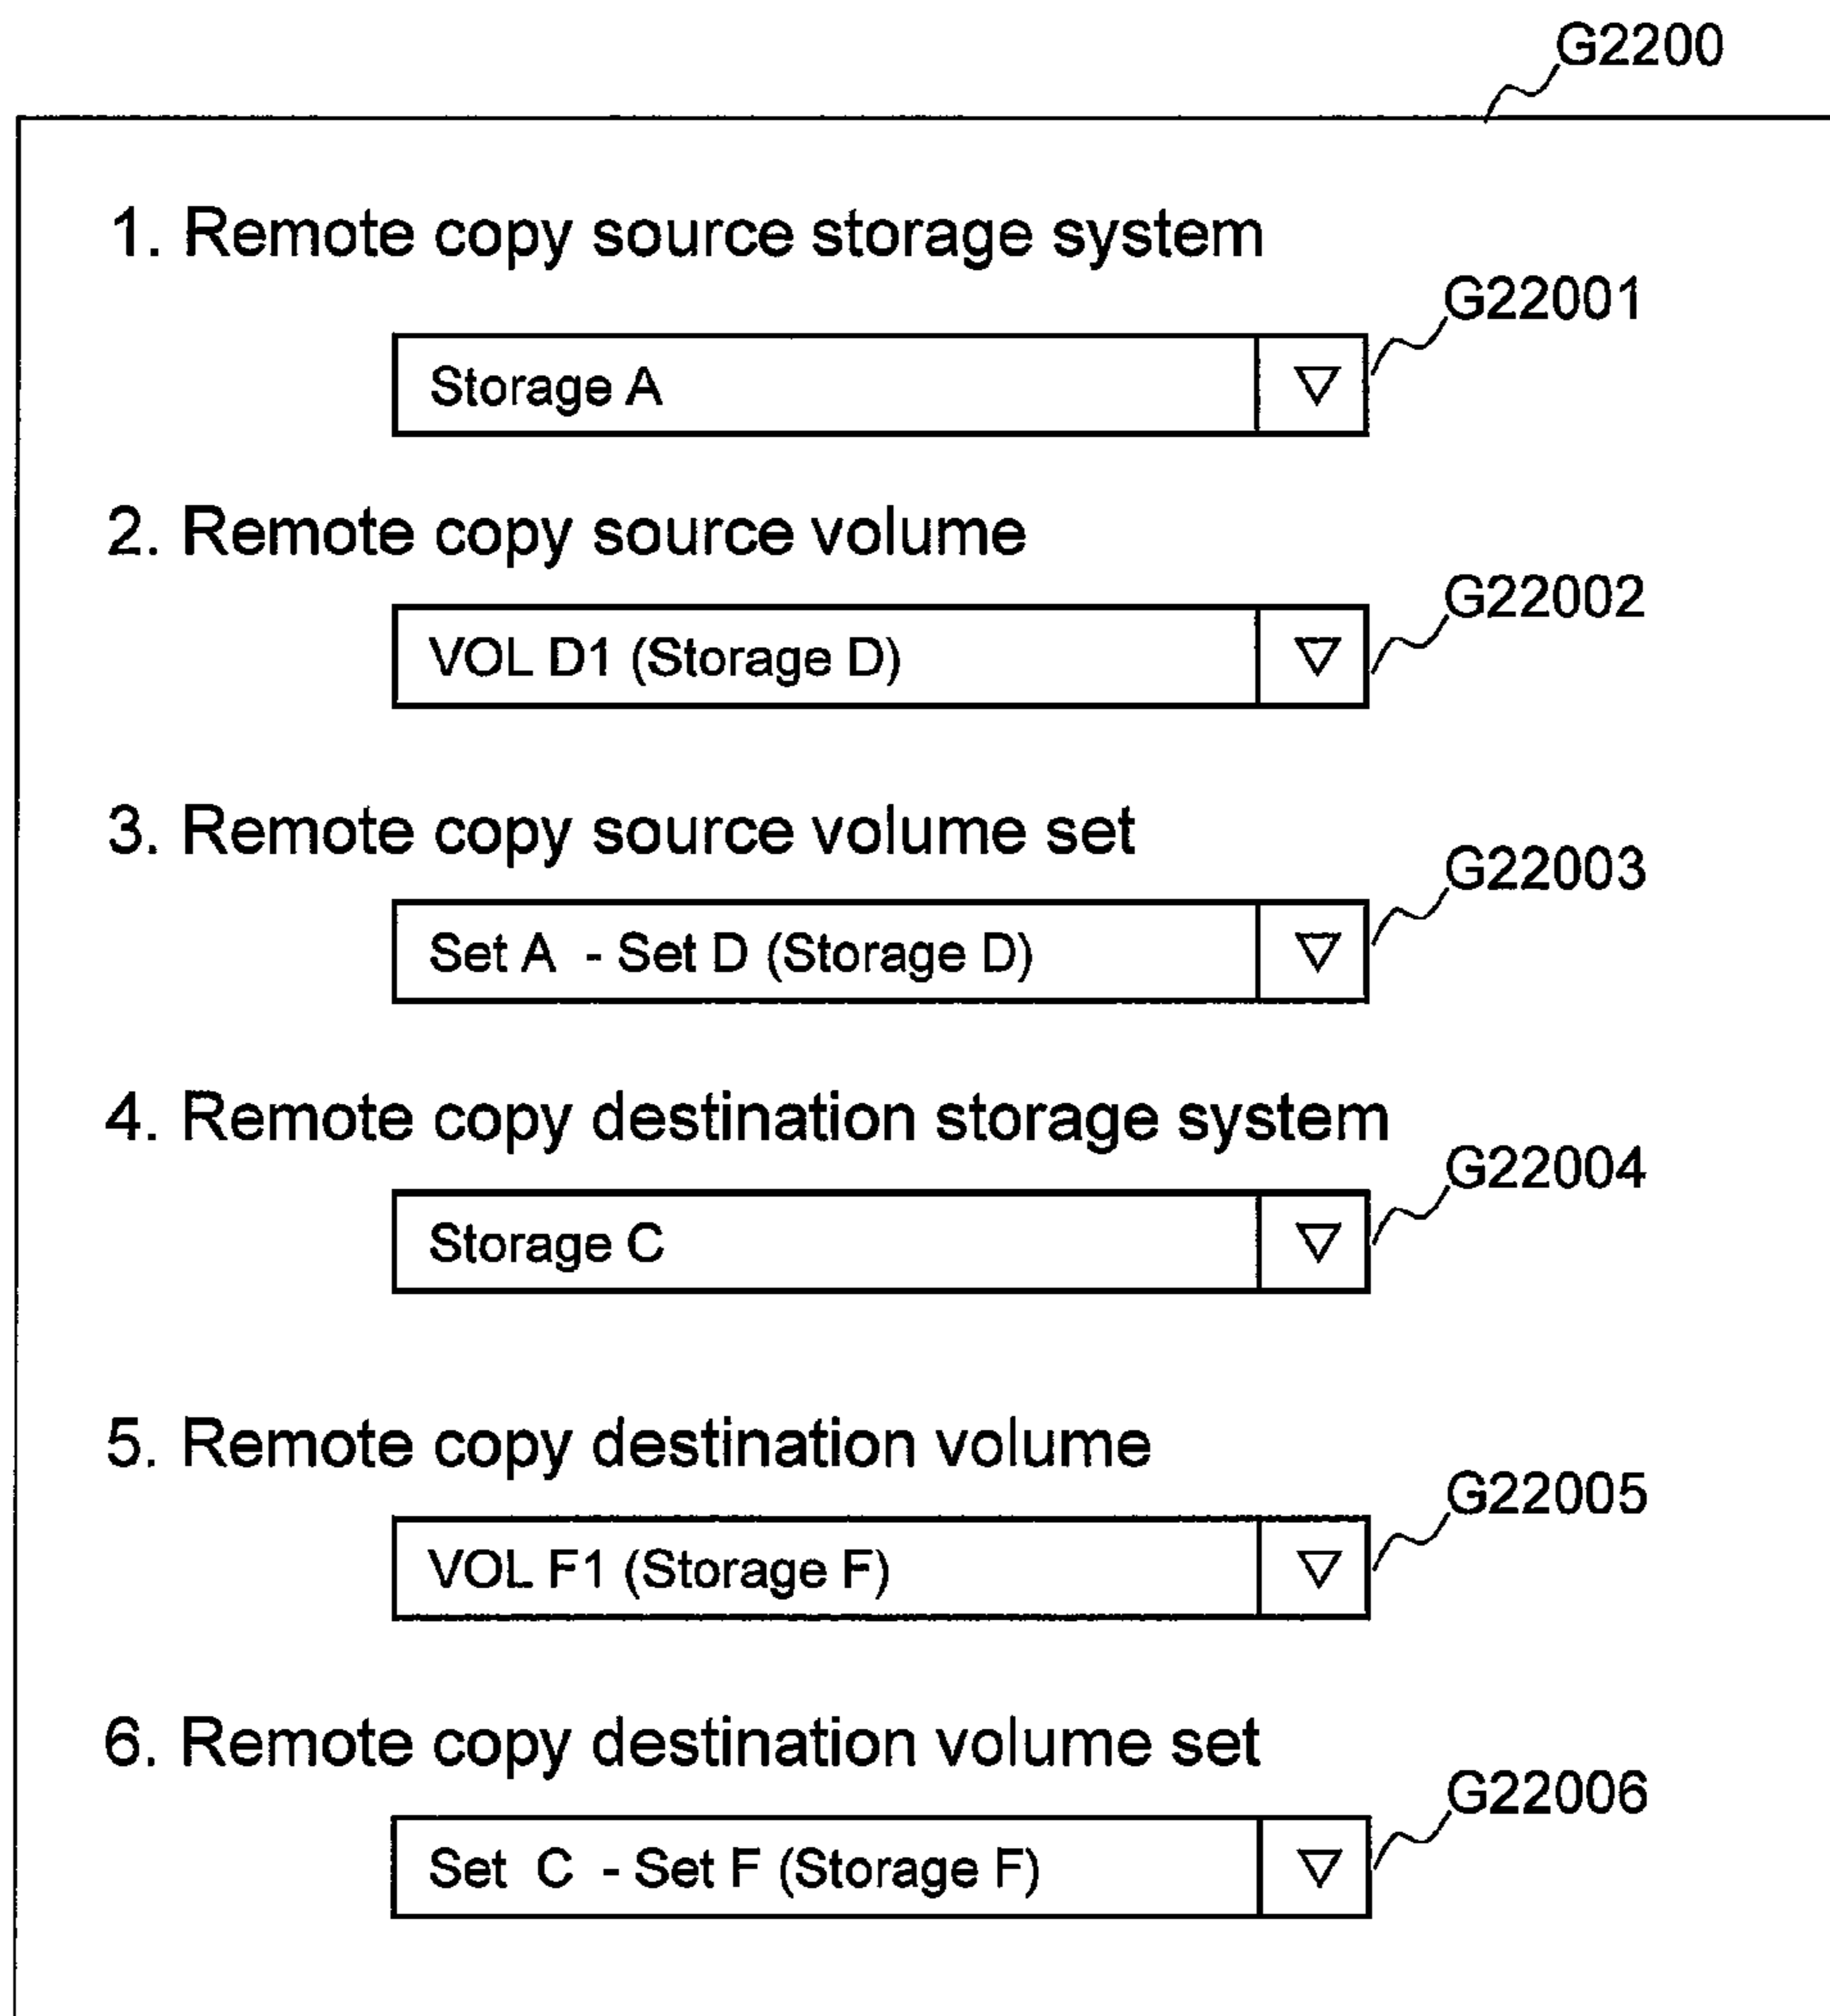 G2200
1. Remote copy source storage system
G22001
Storage A
2. Remote copy source volume
G22002
VOL D1 (Storage D)
3. Remote copy source volume set
G22003
Set A - Set D (Storage D)
4. Remote copy destination storage system
G22004
Storage C
5. Remote copy destination volume
G22005
VOL F1 (Storage F)
6. Remote copy destination volume set
G22006
Set C - Set F (Storage F)